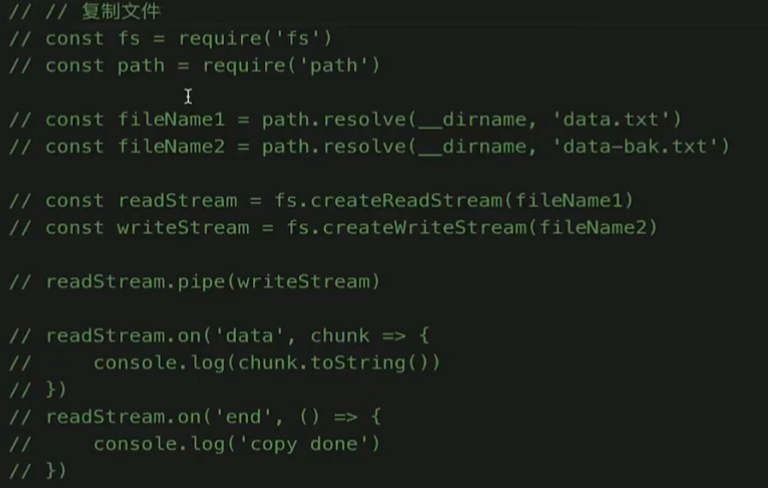 // // 复制文件
// const fs = require('fs')
// const path = require('path')
// const fileName1 = path.resolve(__dirname, 'data.txt')
// const fileName2 = path.resolve(__dirname, 'data-bak.txt')
// const readStream = fs.createReadStream(fileName1)
// const writeStream = fs.createWriteStream(fileName2)
// readStream.pipe(writeStream)
// readStream.on('data', chunk => {
//     console.log(chunk.toString())
// })
// readStream.on('end', () => {
//     console.log('copy done')
// })